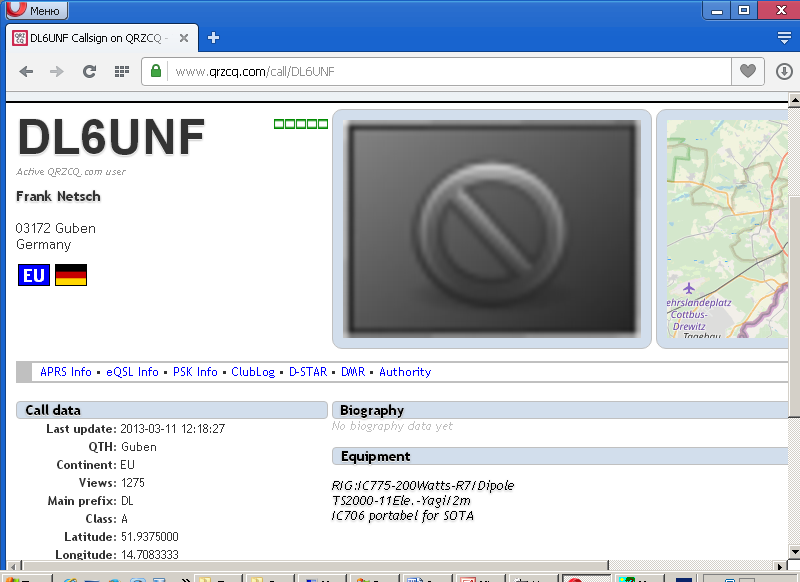 Меню
DL6UNF Callsign on QRZCQ -
www.qrzcq.com/call/DL6UNF
DL6UNF
Active QRZCQ.com user
Frank Netsch
03172 Guben
Germany
EU
ehrslandeplatz
Cottbus-
Drewitz
Tagebau
APRS Info • eQSL Info • PSK Info • ClubLog • D-STAR • DMR • Authority
Call data
Last update: 2013-03-11 12:18:27
QTH: Guben
Continent: EU
Views: 1275
Main prefix: DL
Class: A
Latitude: 51.9375000
Longitude: 14.7083333
Biography
No biography data yet
Equipment
RIG:IC775-200Watts-R7/Dipole
TS2000-11Ele.-Yagi/2m
IC706 portabel for SOTA